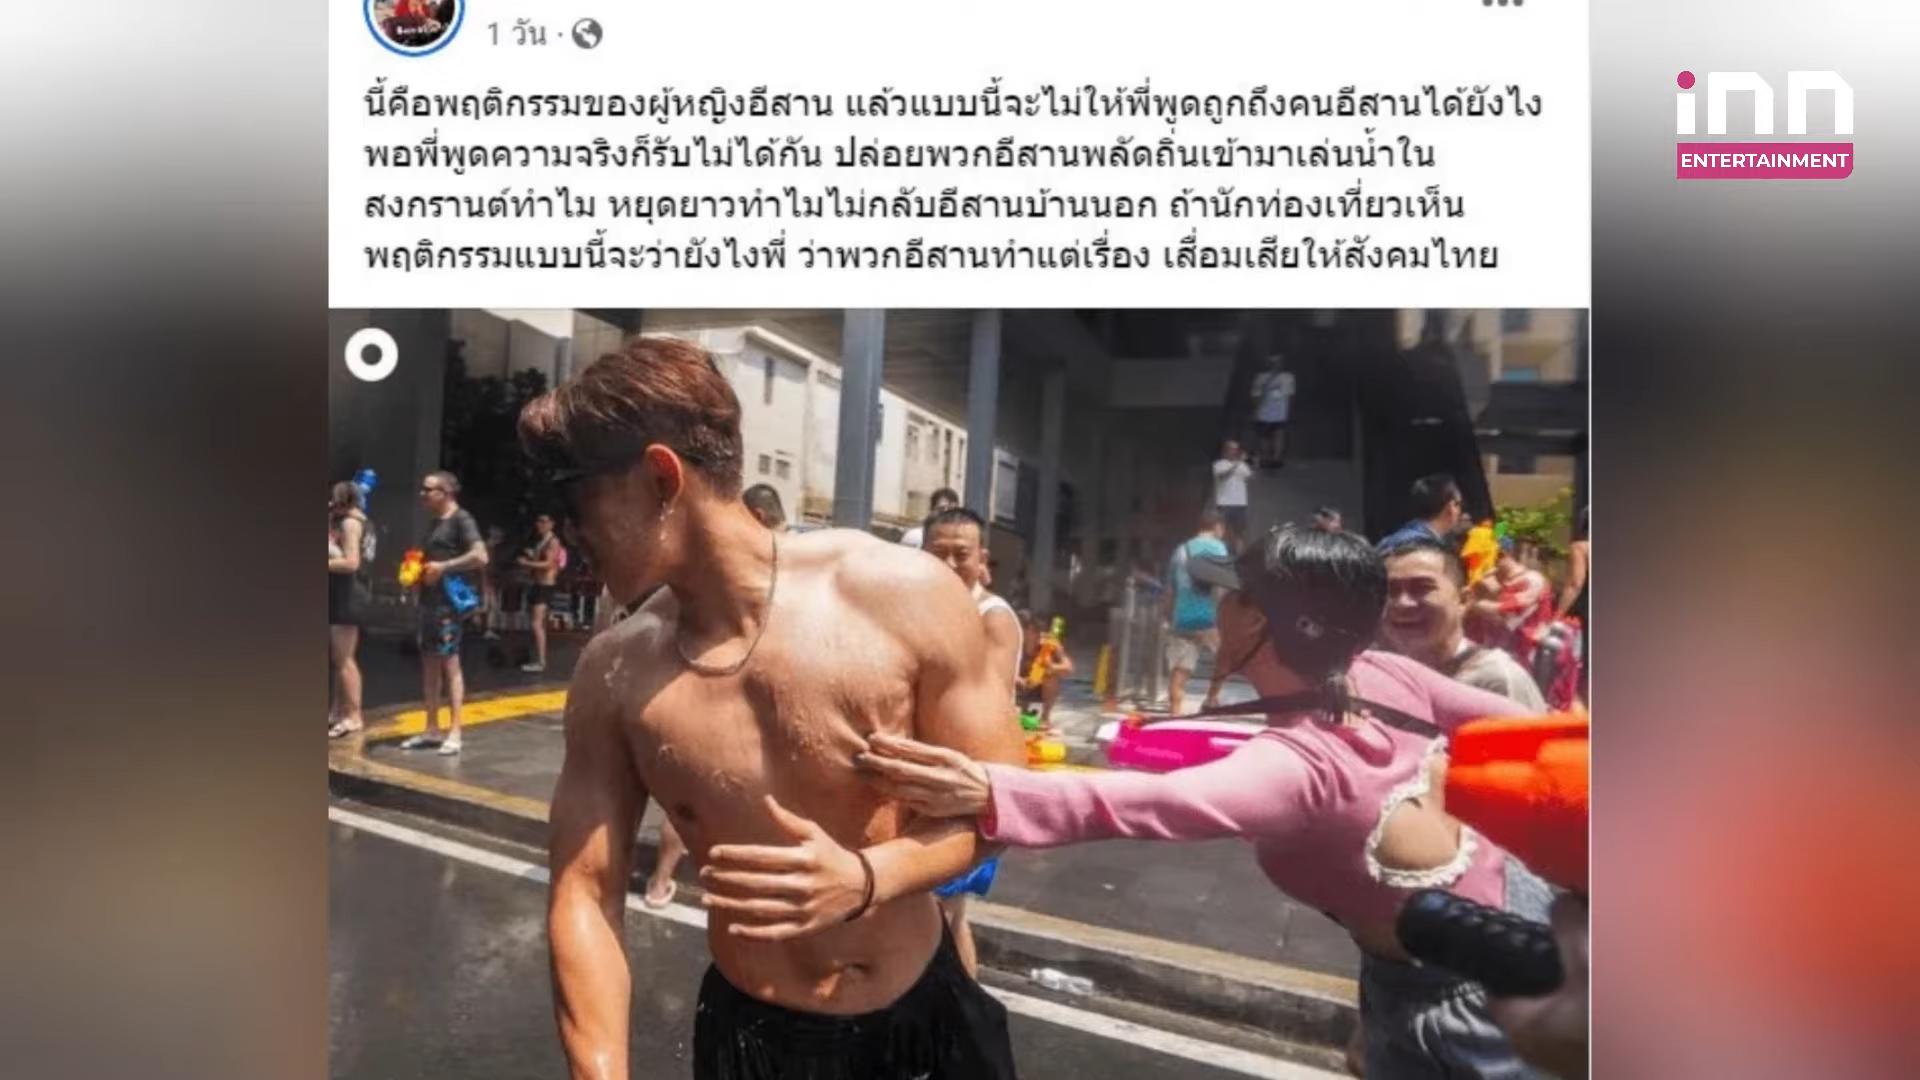 1 วัน ·
นี้คือพฤติกรรมของผู้หญิงอีสาน แล้วแบบนี้จะไม่ให้พี่พูดถูกถึงคนอีสานได้ยังไง
พอพี่พูดความจริงก็รับไม่ได้กัน ปล่อยพวกอีสานพลัดถิ่นเข้ามาเล่นน้ำใน
สงกรานต์ทำไม หยุดยาวทำไมไม่กลับอีสานบ้านนอก ถ้านักท่องเที่ยวเห็น
พฤติกรรมแบบนี้จะว่ายังไงพี่ ว่าพวกอีสานทำแต่เรื่อง เสื่อมเสียให้สังคมไทย
inn
ENTERTAINMENT